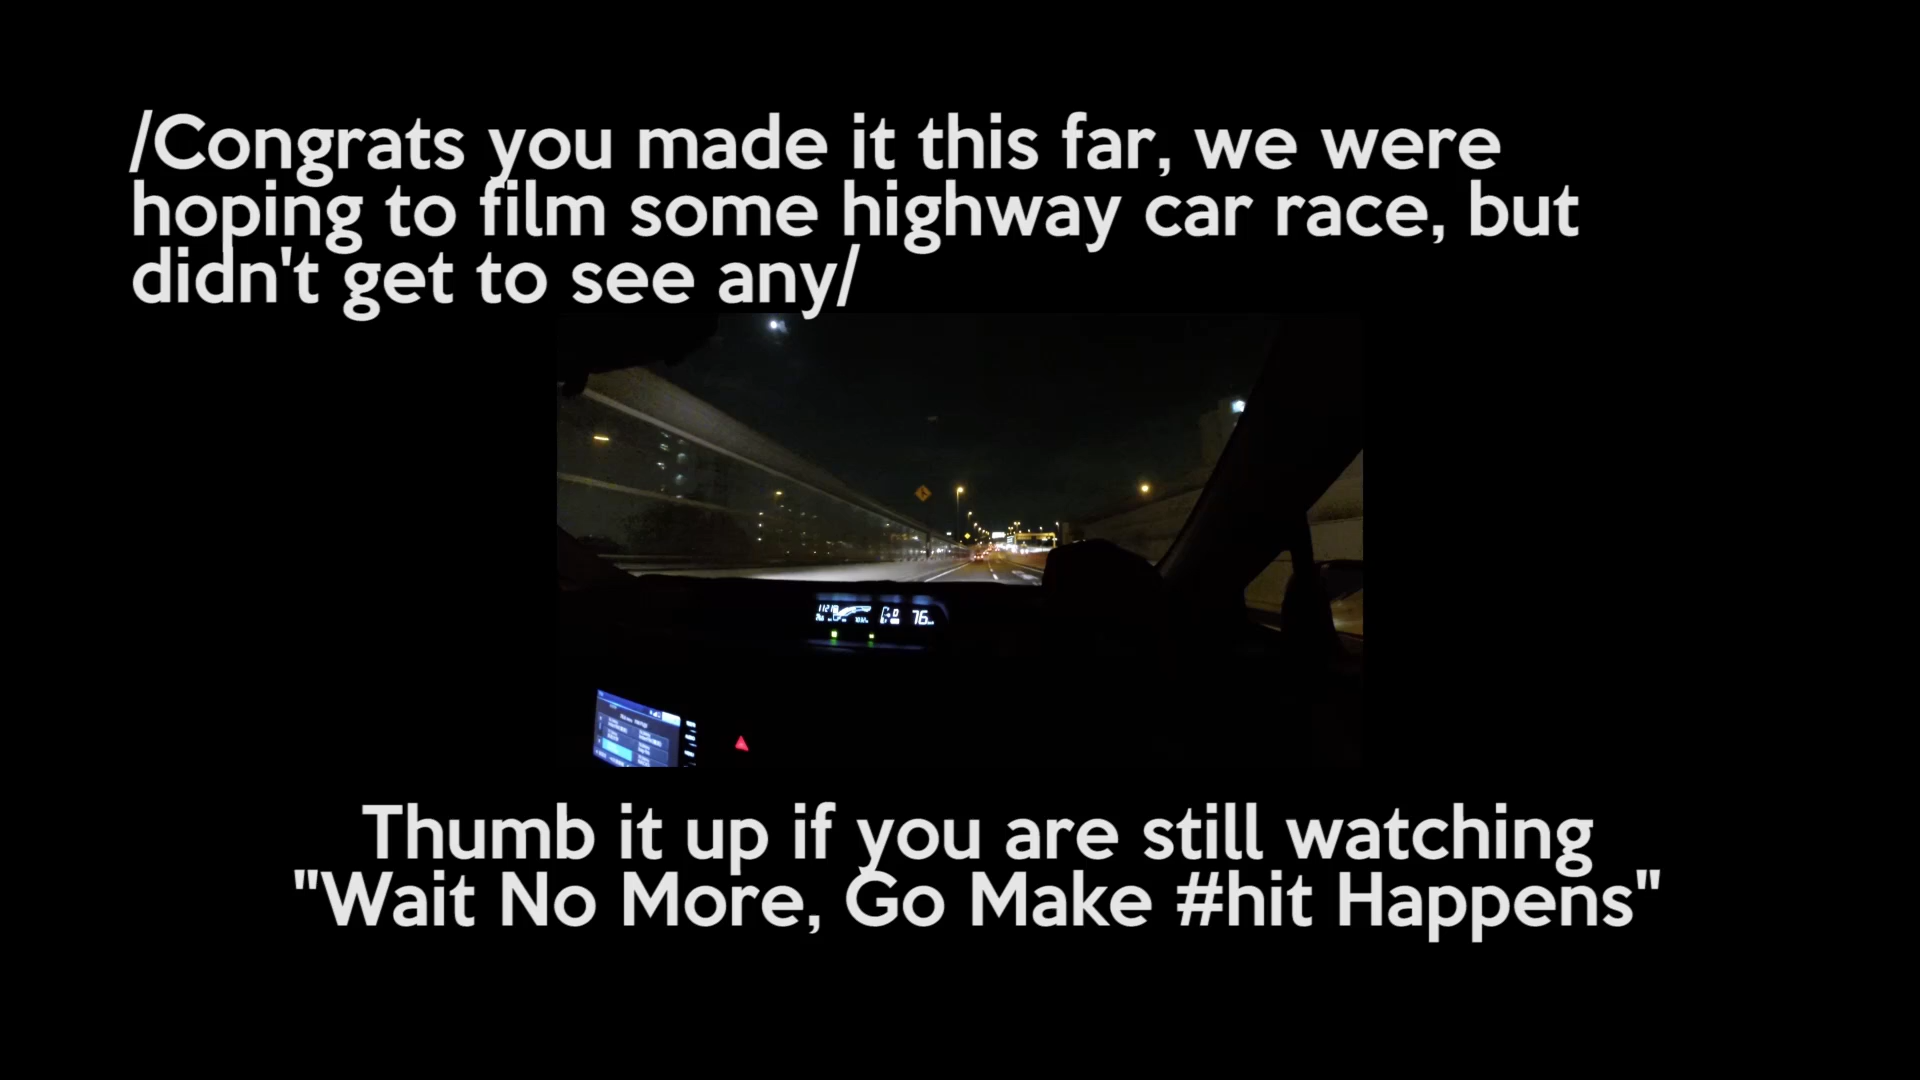 /Congrats you made it this far, we were
hoping to film some highway car race, but
didn't get to see any/
76
Thumb it up if you are still watching
"Wait No More, Go Make #hit Happens"